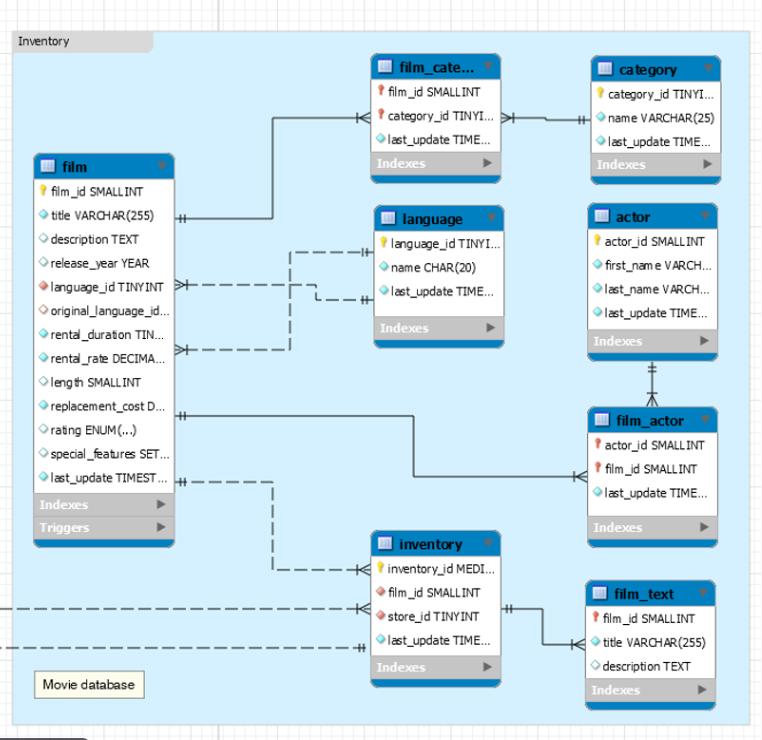 Inventory
film
film_id SMALLINT
title VARCHAR(255)
description TEXT
release_year YEAR
language_id TINYINT
original_language_id...
rental_duration TIN...
rental_rate DECIMA...
length SMALLINT
replacement_cost D...
rating ENUM(...)
special_features SET...
last_update TIMEST...
Indexes
Triggers
film_cate...
film_id SMALLINT
category_id TINYI...
last_update TIME...
Indexes
category
category_id TINYI...
name VARCHAR(25)
last_update TIME...
Indexes
language
language_id TINYI...
name CHAR(20)
last_update TIME...
Indexes
actor
actor_id SMALLINT
first_name VARCH...
last_name VARCH...
last_update TIME...
Indexes
film_actor
actor_id SMALLINT
film_id SMALLINT
last_update TIME...
Indexes
inventory
inventory_id MEDI...
film_id SMALLINT
store_id TINYINT
last_update TIME...
Indexes
film_text
film_id SMALLINT
title VARCHAR(255)
description TEXT
Indexes
Movie database